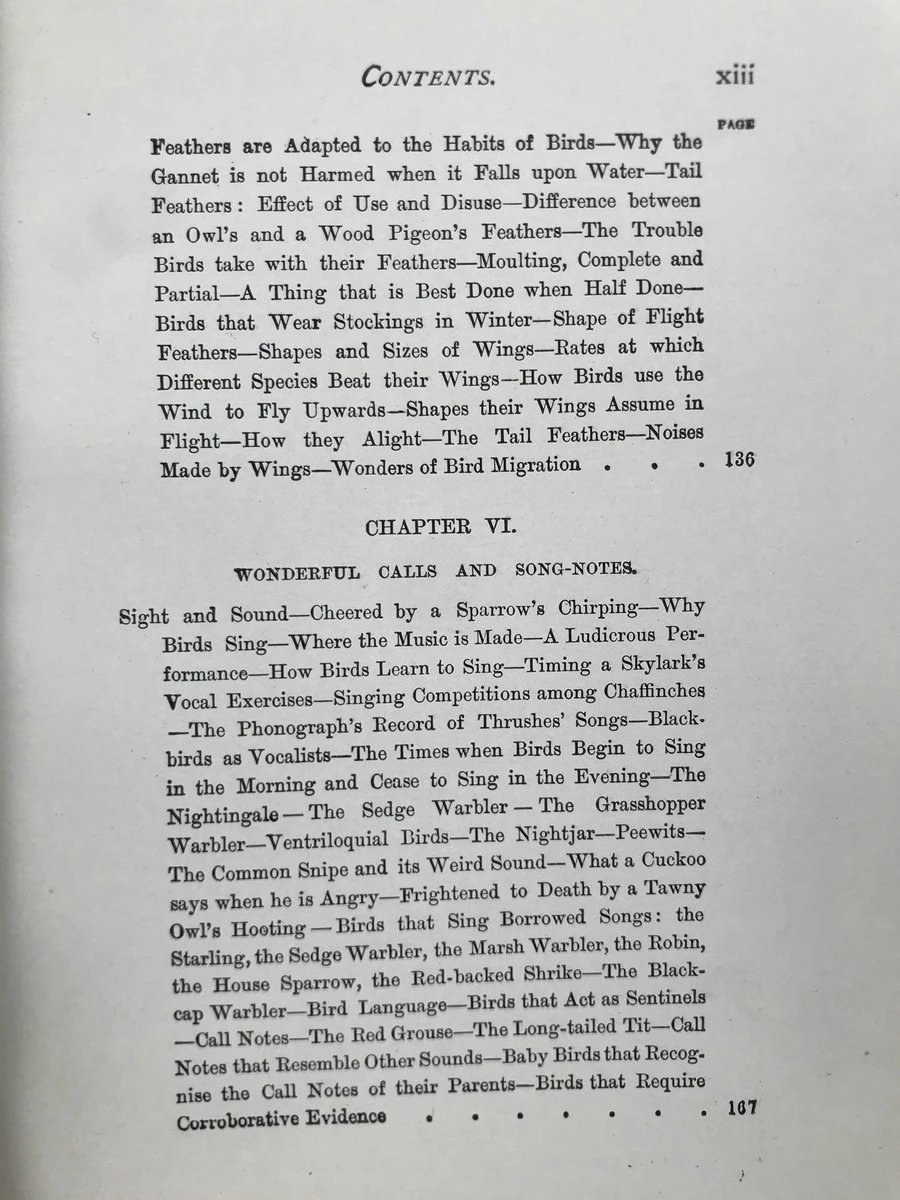 CONTENTS. xiii
PAGE
Feathers are Adapted to the Habits of Birds—Why the
Gannet is not Harmed when it Falls upon Water—Tail
Feathers: Effect of Use and Disuse—Difference between
an Owl's and a Wood Pigeon's Feathers—The Trouble
Birds take with their Feathers—Moulting, Complete and
Partial—A Thing that is Best Done when Half Done—
Birds that Wear Stockings in Winter—Shape of Flight
Feathers—Shapes and Sizes of Wings—Rates at which
Different Species Beat their Wings—How Birds use the
Wind to Fly Upwards—Shapes their Wings Assume in
Flight—How they Alight—The Tail Feathers—Noises
Made by Wings—Wonders of Bird Migration . . . 136
CHAPTER VI.
WONDERFUL CALLS AND SONG-NOTES.
Sight and Sound—Cheered by a Sparrow's Chirping—Why
Birds Sing—Where the Music is Made—A Ludicrous Per-
formance—How Birds Learn to Sing—Timing a Skylark's
Vocal Exercises—Singing Competitions among Chaffinches
—The Phonograph's Record of Thrushes' Songs—Black-
birds as Vocalists—The Times when Birds Begin to Sing
in the Morning and Cease to Sing in the Evening—The
Nightingale—The Sedge Warbler—The Grasshopper
Warbler—Ventriloquial Birds—The Nightjar—Peewits—
The Common Snipe and its Weird Sound—What a Cuckoo
says when he is Angry—Frightened to Death by a Tawny
Owl's Hooting—Birds that Sing Borrowed Songs: the
Starling, the Sedge Warbler, the Marsh Warbler, the Robin,
the House Sparrow, the Red-backed Shrike—The Black-
cap Warbler—Bird Language—Birds that Act as Sentinels
—Call Notes—The Red Grouse—The Long-tailed Tit—Call
Notes that Resemble Other Sounds—Baby Birds that Recog-
nise the Call Notes of their Parents—Birds that Require
Corroborative Evidence . . . . . . . 167